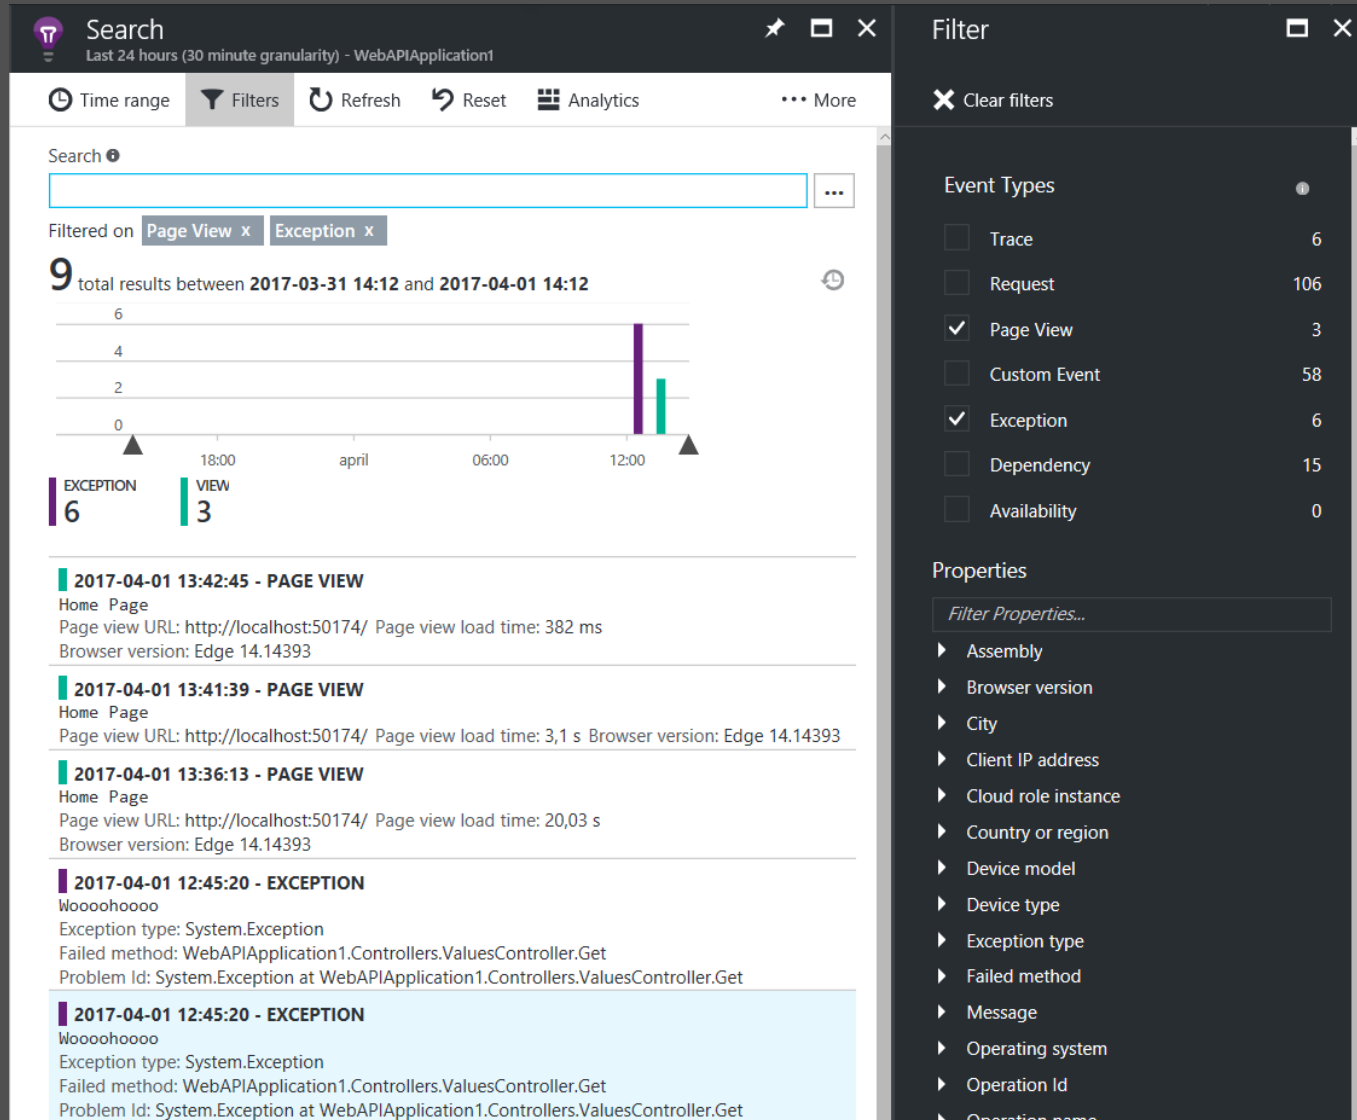 Search
Last 24 hours (30 minute granularity) - WebAPIApplication1
Time range Filters Refresh Reset Analytics ••• More
Search
...
Filtered on Page View x Exception x
9 total results between 2017-03-31 14:12 and 2017-04-01 14:12
6
4
2
0
18:00 april 06:00 12:00
EXCEPTION VIEW
6 3
2017-04-01 13:42:45 - PAGE VIEW
Home Page
Page view URL: http://localhost:50174/ Page view load time: 382 ms
Browser version: Edge 14.14393
2017-04-01 13:41:39 - PAGE VIEW
Home Page
Page view URL: http://localhost:50174/ Page view load time: 3,1 s Browser version: Edge 14.14393
2017-04-01 13:36:13 - PAGE VIEW
Home Page
Page view URL: http://localhost:50174/ Page view load time: 20,03 s
Browser version: Edge 14.14393
2017-04-01 12:45:20 - EXCEPTION
Woooohoooo
Exception type: System.Exception
Failed method: WebAPIApplication1.Controllers.ValuesController.Get
Problem Id: System.Exception at WebAPIApplication1.Controllers.ValuesController.Get
2017-04-01 12:45:20 - EXCEPTION
Woooohoooo
Exception type: System.Exception
Failed method: WebAPIApplication1.Controllers.ValuesController.Get
Problem Id: System.Exception at WebAPIApplication1.Controllers.ValuesController.Get
Filter
Clear filters
Event Types
Trace 6
Request 106
Page View 3
Custom Event 58
Exception 6
Dependency 15
Availability 0
Properties
Filter Properties...
Assembly
Browser version
City
Client IP address
Cloud role instance
Country or region
Device model
Device type
Exception type
Failed method
Message
Operating system
Operation Id
Operation name